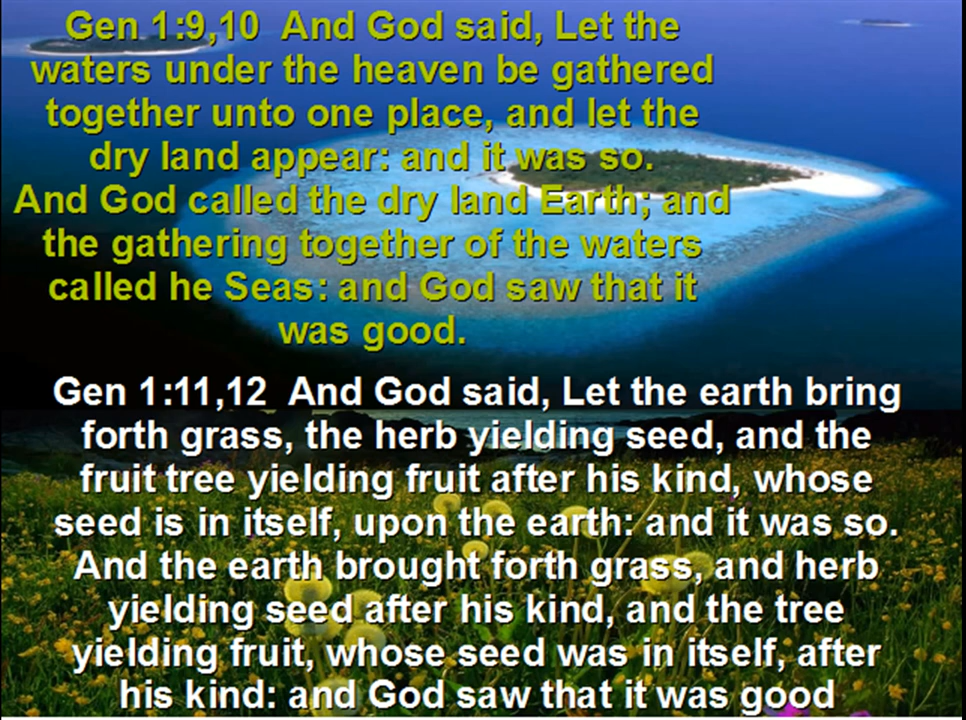 Gen 1:9,10  And God said, Let the
waters under the heaven be gathered
together unto one place, and let the
dry land appear: and it was so.
And God called the dry land Earth; and
the gathering together of the waters
called he Seas: and God saw that it
was good.
Gen 1:11,12  And God said, Let the earth bring
forth grass, the herb yielding seed, and the
fruit tree yielding fruit after his kind, whose
seed is in itself, upon the earth: and it was so.
And the earth brought forth grass, and herb
yielding seed after his kind, and the tree
yielding fruit, whose seed was in itself, after
his kind: and God saw that it was good